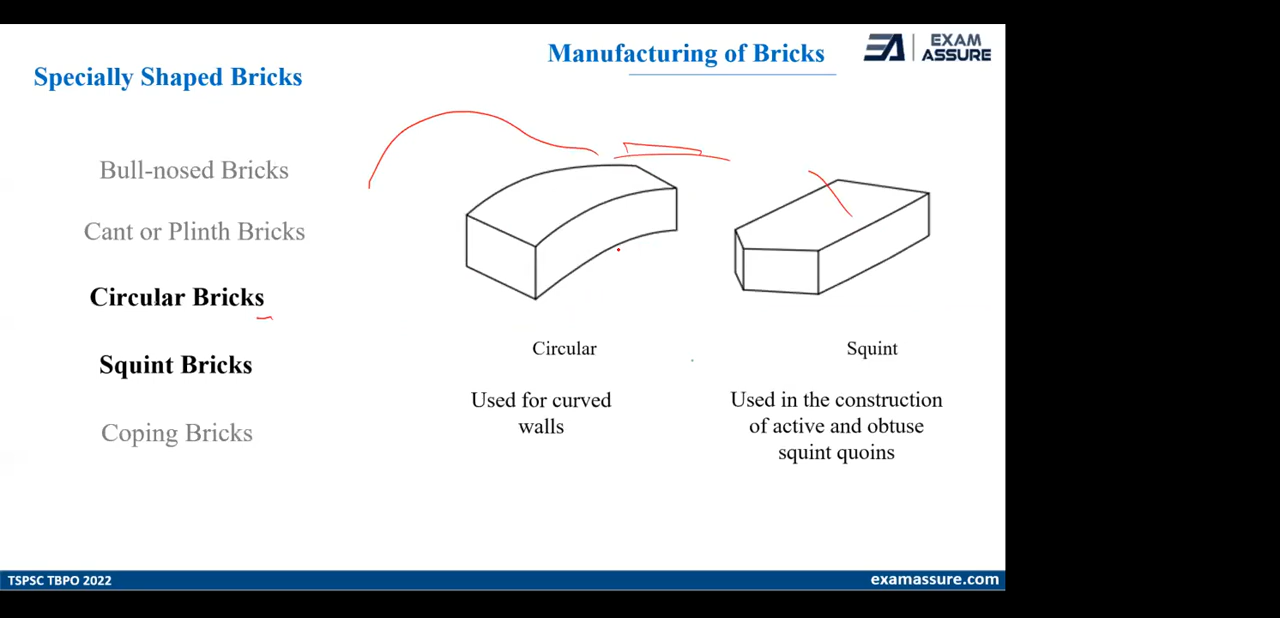 Manufacturing of Bricks
EXAM
ASSURE
Specially Shaped Bricks
Bull-nosed Bricks
Cant or Plinth Bricks
Circular Bricks
Squint Bricks
Coping Bricks
Circular
Used for curved
walls
Squint
Used in the construction
of active and obtuse
squint quoins
TSPSC TBPO 2022
examassure.com